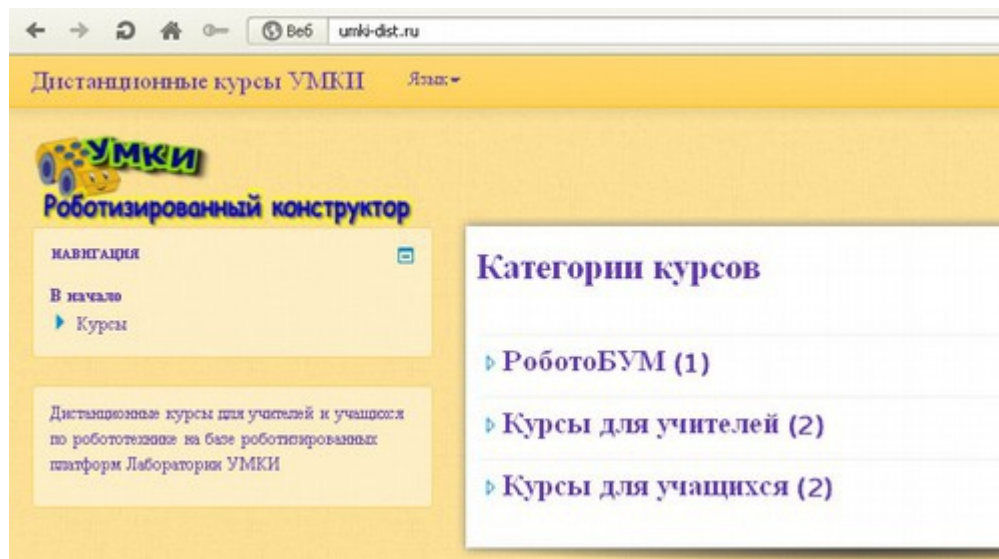 Веб umki-dist.ru
Дистанционные курсы УМКИ Язык
Умки
Роботизированный конструктор
НАВИГАЦИЯ
В начало
Курсы
Дистанционные курсы для учителей и учащихся
по робототехнике на базе роботизированных
платформ Лаборатории УМКИ
Категории курсов
РоботоБУМ (1)
Курсы для учителей (2)
Курсы для учащихся (2)